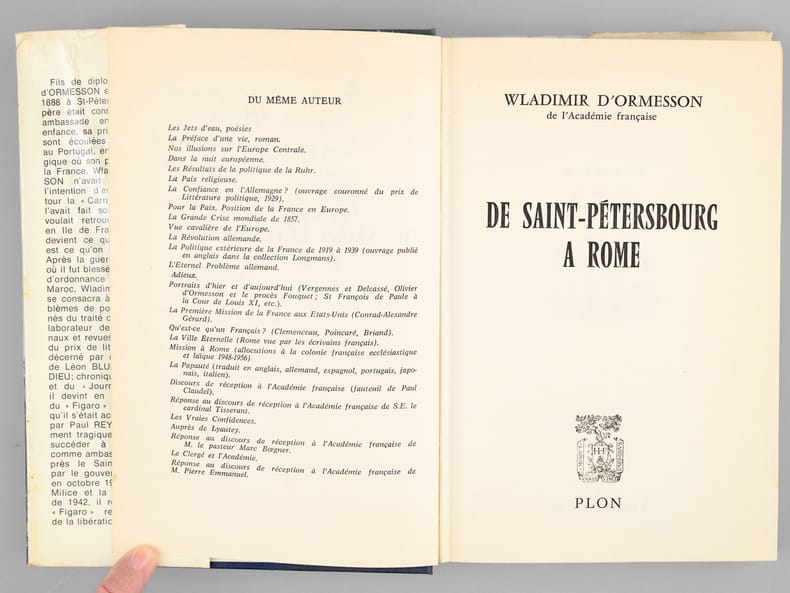 Fils de diplo
d'ORMESSON e
1888 à St-Péter
père était cons
ambassade en
enfance, sa pri
sont écoulées
au Portugal, en
gique où son p
la France. Wla
SON n'avait
l'intention d'e
tour la « Carr
l'avait fait so
voulait retrou
en Ile de Fra
devient ce qu
est ce qu'on
Après la guer
où il fut blessé
d'ordonnance
Maroc, Wladin
se consacra à
blèmes de po
nés du traité d
laborateur de
naux et revues
du prix de lit
décerné par
de Léon BLU
DIEU; chroniqu
et du « Journ
il devint en
du « Figaro »
qu'il s'était ac
par Paul REY
ment tragique
succéder à
comme ambas
près le Sain
par le gouver
en octobre 19
Milice et la
de 1942, il r
« Figaro » re
de la libératio
DU MÊME AUTEUR
Les Jets d'eau, poésies
La Préface d'une vie, roman.
Nos illusions sur l'Europe Centrale.
Dans la nuit européenne.
Les Résultats de la politique de la Ruhr.
La Paix religieuse.
La Confiance en l'Allemagne ? (ouvrage couronné du prix de
Littérature politique, 1929).
Pour la Paix. Position de la France en Europe.
La Grande Crise mondiale de 1857.
Vue cavalière de l'Europe.
La Révolution allemande.
La Politique extérieure de la France de 1919 à 1939 (ouvrage publié
en anglais dans la collection Longmans).
L'Eternel Problème allemand.
Adieux.
Portraits d'hier et d'aujourd'hui (Vergennes et Delcassé, Olivier
d'Ormesson et le procès Fouquet ; St François de Paule à
la Cour de Louis XI, etc.).
La Première Mission de la France aux Etats-Unis (Conrad-Alexandre
Gérard).
Qu'est-ce qu'un Français ? (Clemenceau, Poincaré, Briand).
La Ville Eternelle (Rome vue par les écrivains français).
Mission à Rome (allocutions à la colonie française ecclésiastique
et laïque 1948-1956)
La Papauté (traduit en anglais, allemand, espagnol, portugais, japo-
nais, italien).
Discours de réception à l'Académie française (fauteuil de Paul
Claudel).
Réponse au discours de réception à l'Académie française de S.E. le
cardinal Tisserant.
Les Vraies Confidences.
Auprès de Lyautey.
Réponse au discours de réception à l'Académie française de
M. le pasteur Marc Bœgner.
Le Clergé et l'Académie.
Réponse au discours de réception à l'Académie française de
M. Pierre Emmanuel.
WLADIMIR D'ORMESSON
de l'Académie française
DE SAINT-PÉTERSBOURG
A ROME
PLON